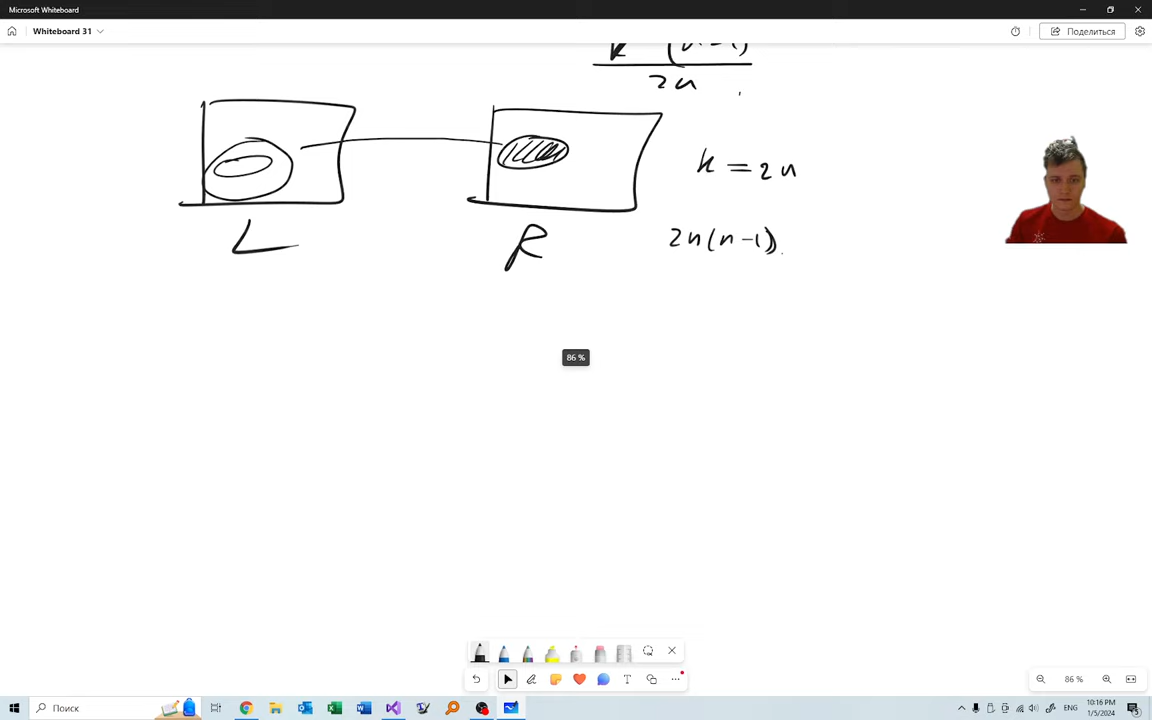 Microsoft Whiteboard
Whiteboard 31
Поделиться
2n
k = 2n
L
R
2n(n-1)
86 %
86 %
Поиск
ENG
10:16 PM
1/5/2024
5